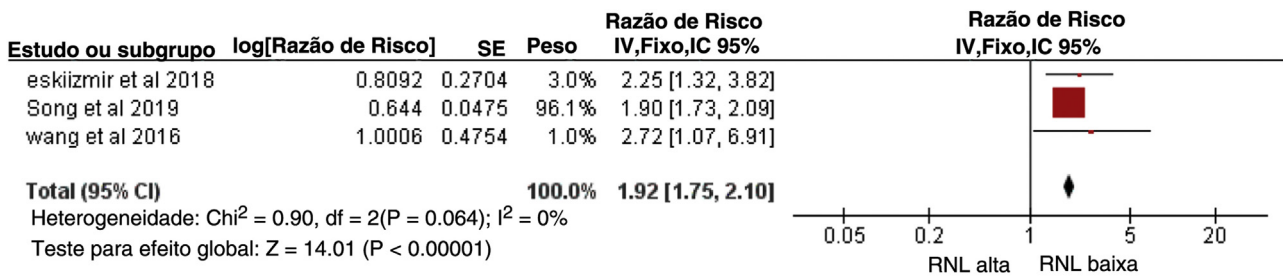 Razão de Risco Razão de Risco
Estudo ou subgrupo log[Razão de Risco] SE Peso IV,Fixo,IC 95% IV,Fixo,IC 95%
eskiizmir et al 2018 0.8092 0.2704 3.0% 2.25 [1.32, 3.82]
Song et al 2019 0.644 0.0475 96.1% 1.90 [1.73, 2.09]
wang et al 2016 1.0006 0.4754 1.0% 2.72 [1.07, 6.91]
Total (95% CI) 100.0% 1.92 [1.75, 2.10]
Heterogeneidade: Chi² = 0.90, df = 2(P = 0.064); I² = 0%
Teste para efeito global: Z = 14.01 (P < 0.00001)
0.05 0.2 1 5 20
RNL alta RNL baixa